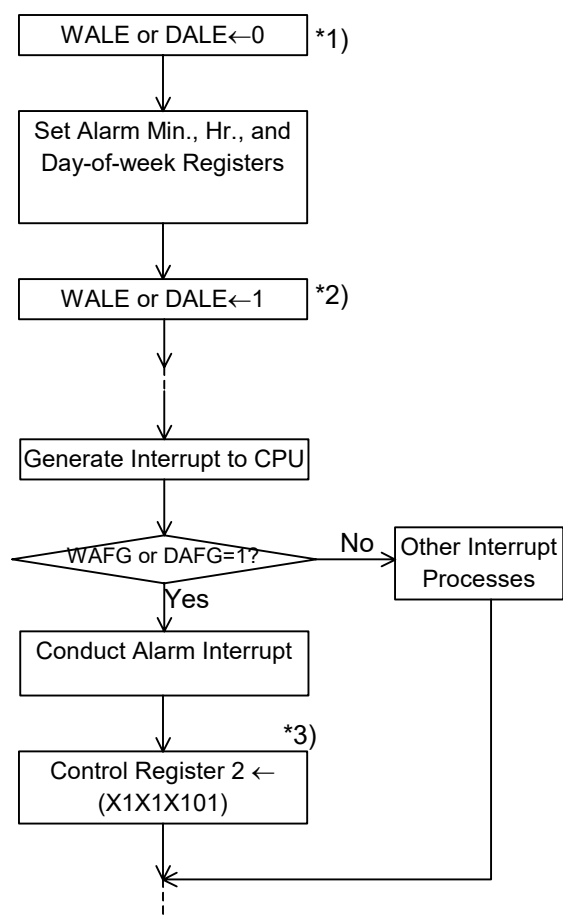 WALE or DALE←0
*1)
Set Alarm Min., Hr., and
Day-of-week Registers
WALE or DALE←1
*2)
Generate Interrupt to CPU
WAFG or DAFG=1?
No
Other Interrupt
Processes
Yes
Conduct Alarm Interrupt
*3)
Control Register 2 ←
(X1X1X101)